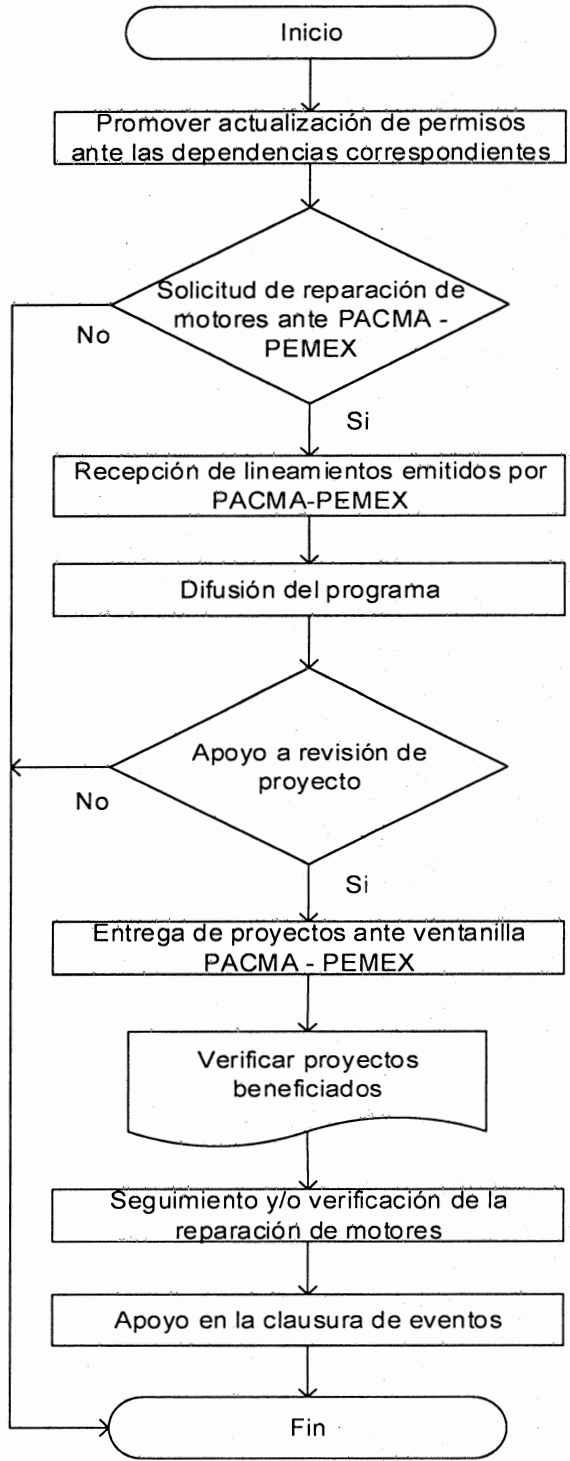 Inicio
Promover actualización de permisos
ante las dependencias correspondientes
Solicitud de reparación de
motores ante PACMA -
PEMEX
No
Si
Recepción de lineamientos emitidos por
PACMA-PEMEX
Difusión del programa
Apoyo a revisión de
proyecto
No
Si
Entrega de proyectos ante ventanilla
PACMA - PEMEX
Verificar proyectos
beneficiados
Seguimiento y/o verificación de la
reparación de motores
Apoyo en la clausura de eventos
Fin